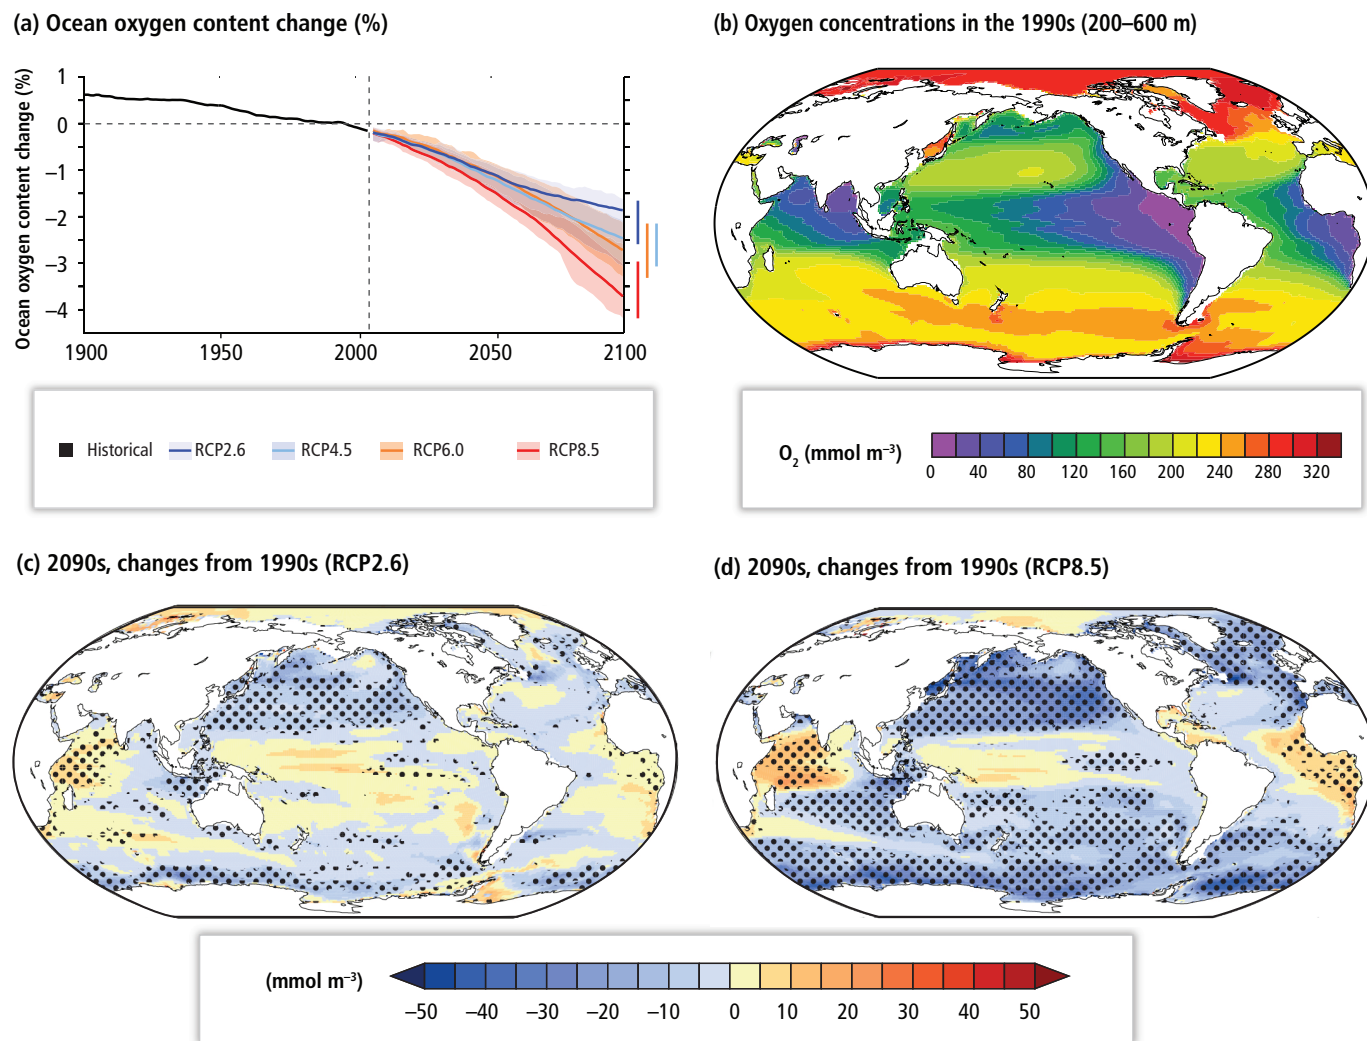 (a) Ocean oxygen content change (%)
Ocean oxygen content change (%)
1
0
−1
−2
−3
−4
1900 1950 2000 2050 2100
Historical RCP2.6 RCP4.5 RCP6.0 RCP8.5
(b) Oxygen concentrations in the 1990s (200–600 m)
O₂ (mmol m⁻³)
0 40 80 120 160 200 240 280 320
(c) 2090s, changes from 1990s (RCP2.6)
(d) 2090s, changes from 1990s (RCP8.5)
(mmol m⁻³)
−50 −40 −30 −20 −10 0 10 20 30 40 50